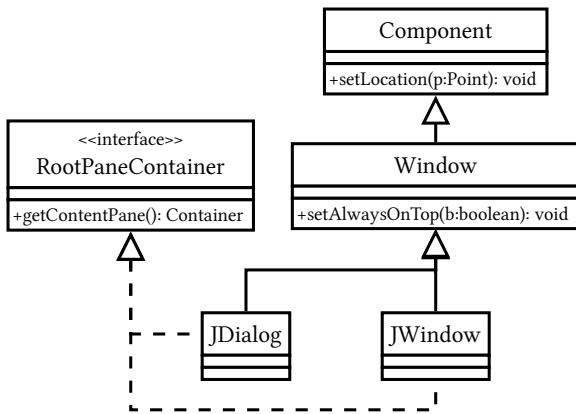 Component
+setLocation(p:Point): void
<<interface>>
RootPaneContainer
+getContentPane(): Container
Window
+setAlwaysOnTop(b:boolean): void
JDialog
JWindow